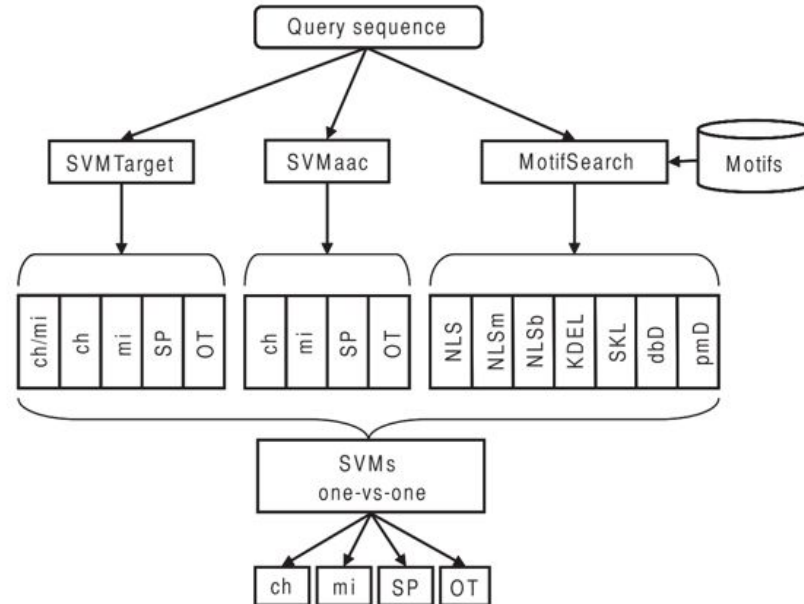 Query sequence
SVMTarget
SVMaac
MotifSearch
Motifs
ch/mi
ch
mi
SP
OT
ch
mi
SP
OT
NLS
NLSm
NLSb
KDEL
SKL
dbD
pmD
SVMs
one-vs-one
ch
mi
SP
OT